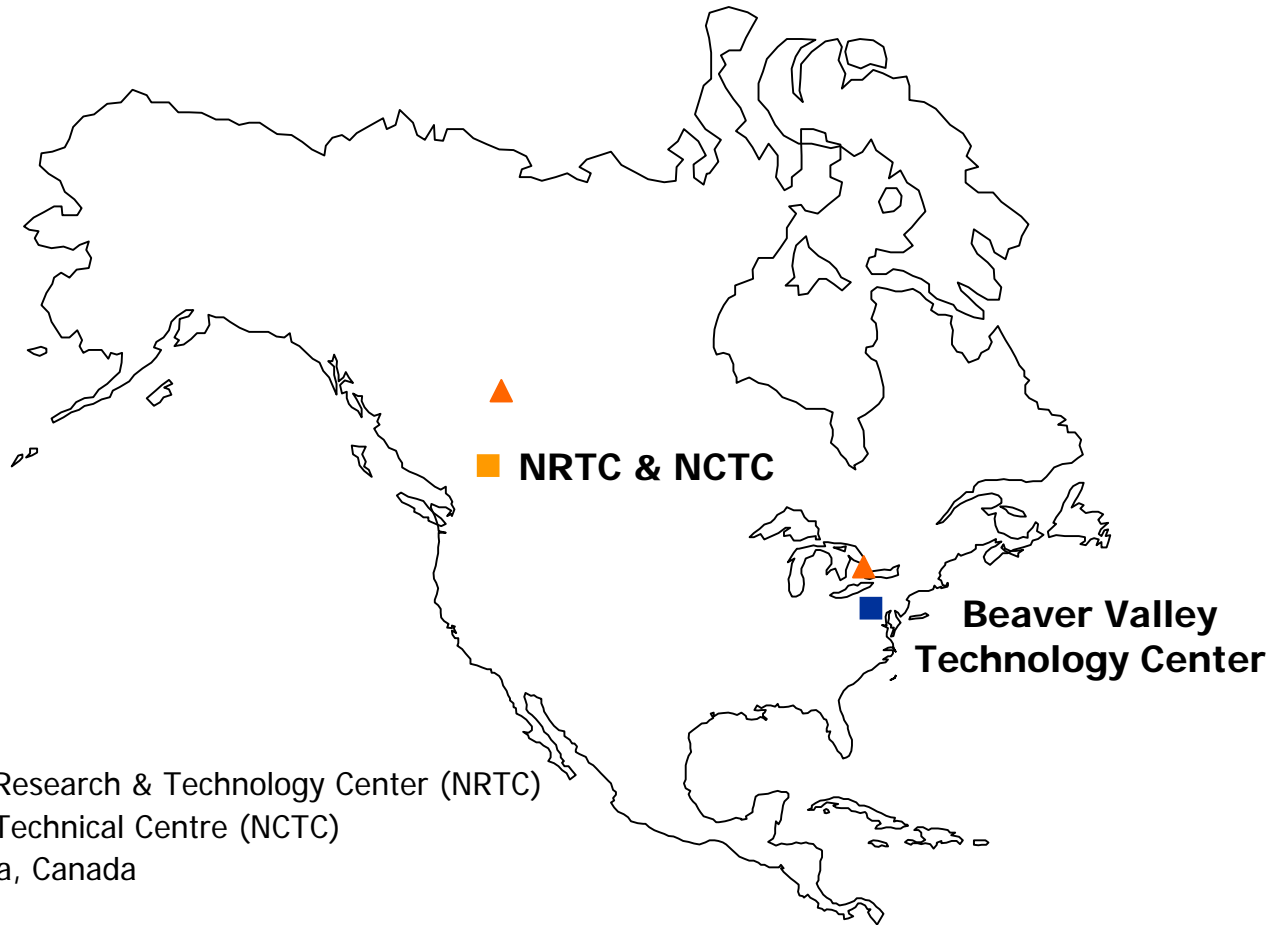 NRTC & NCTC
Beaver Valley
Technology Center
Research & Technology Center (NRTC)
Technical Centre (NCTC)
a, Canada